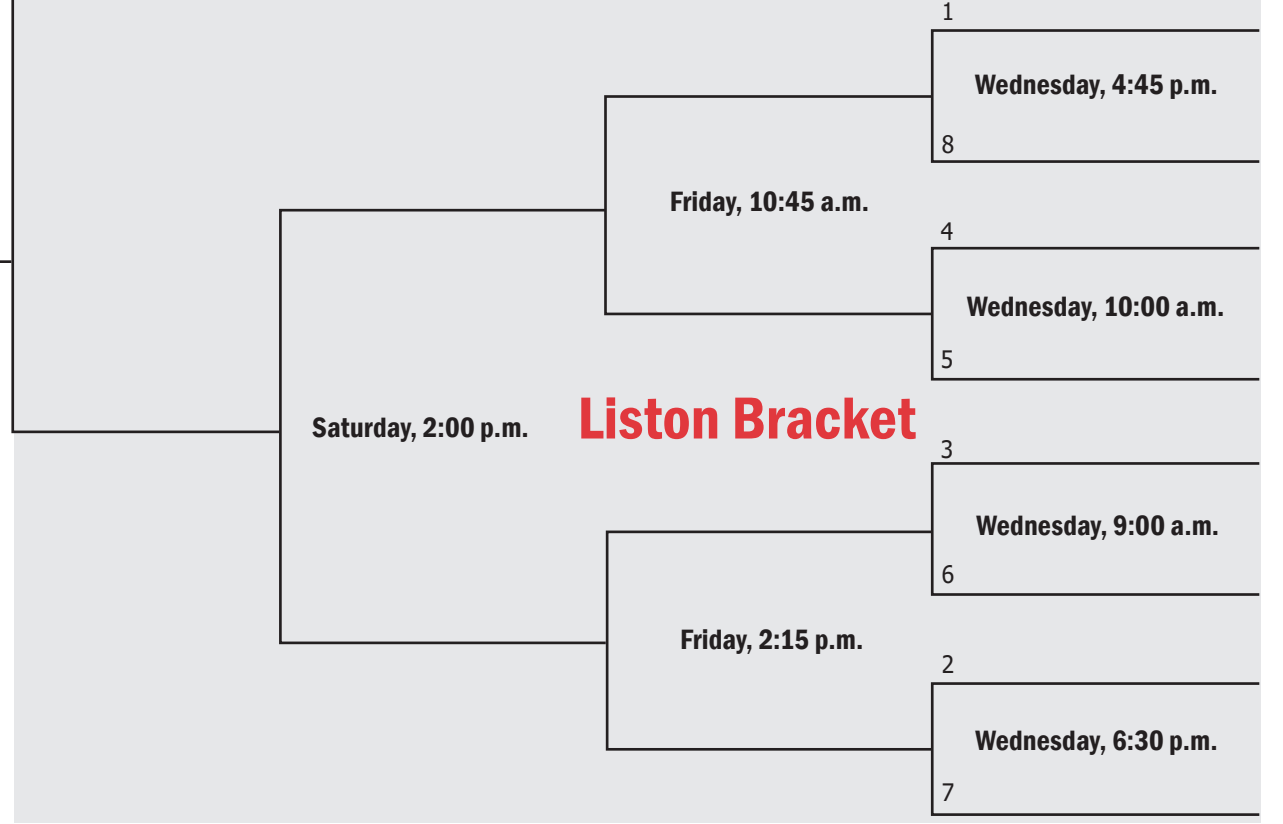 1
Wednesday, 4:45 p.m.
8
Friday, 10:45 a.m.
4
Wednesday, 10:00 a.m.
5
Saturday, 2:00 p.m.
Liston Bracket
3
Wednesday, 9:00 a.m.
6
Friday, 2:15 p.m.
2
Wednesday, 6:30 p.m.
7